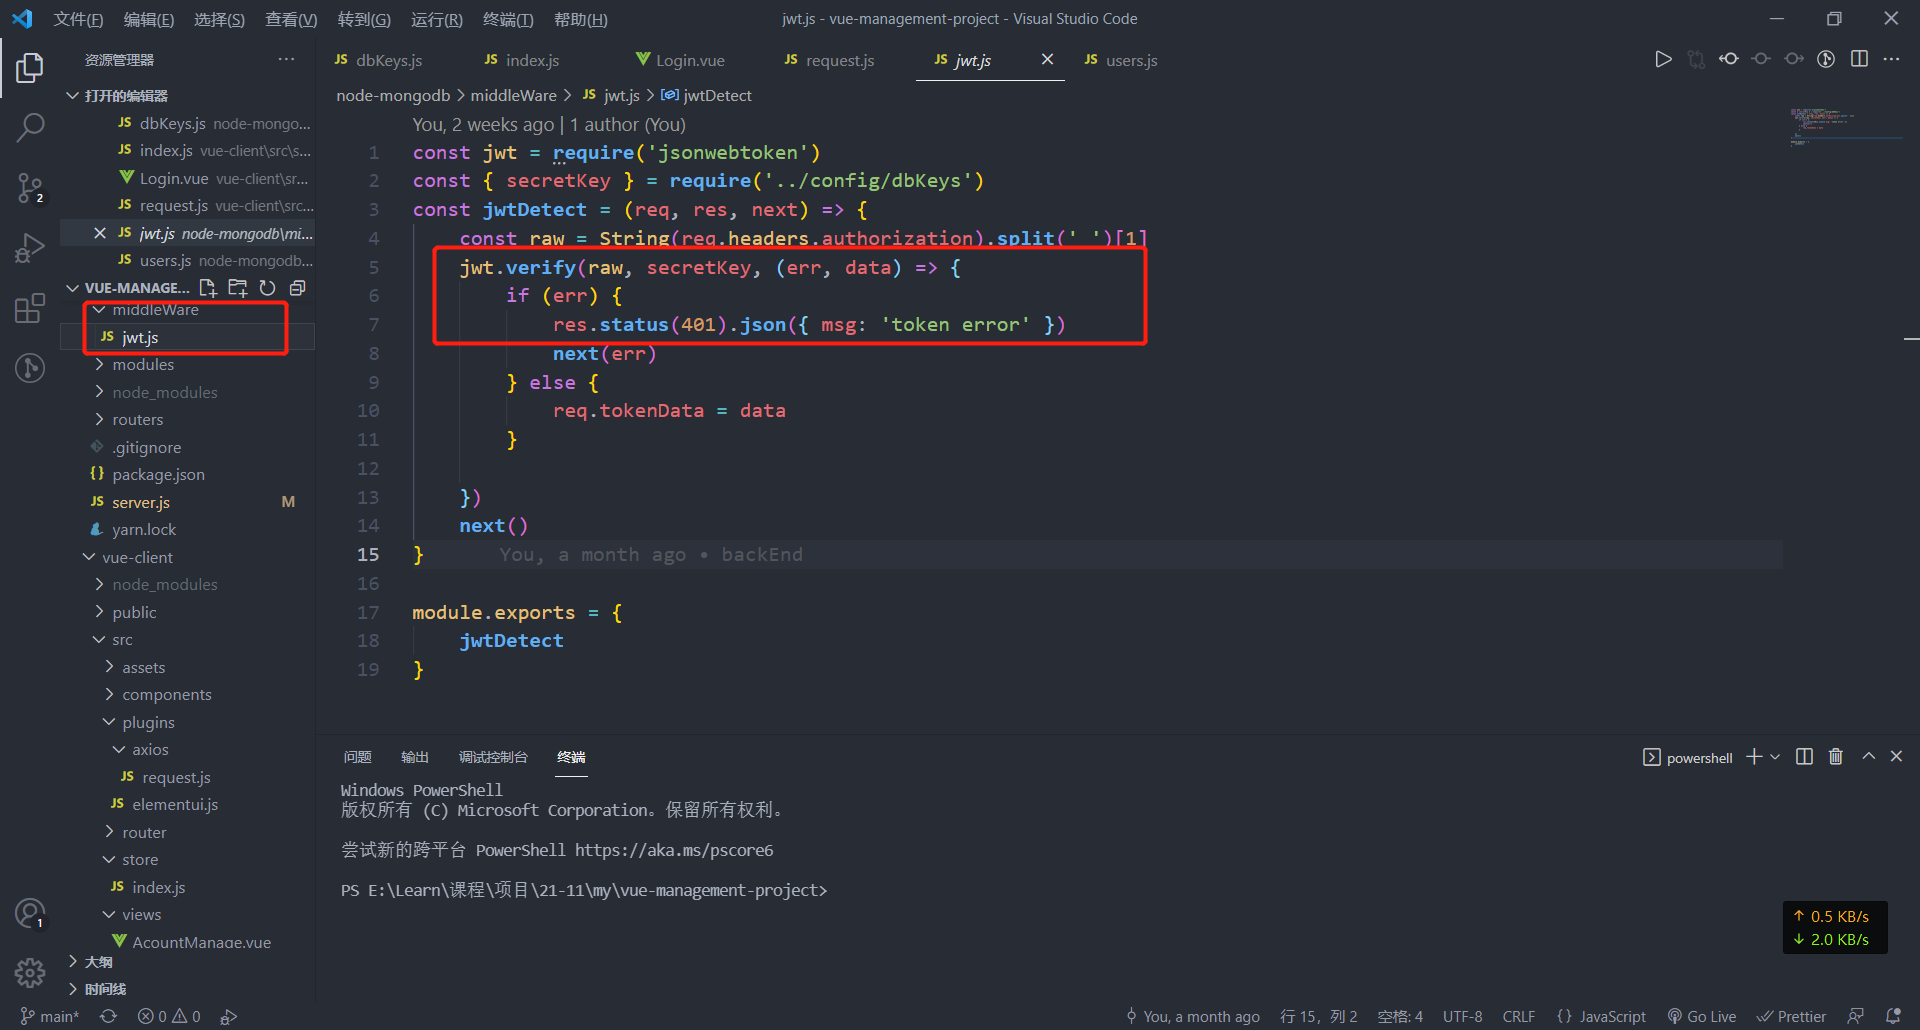 文件(F) 编辑(E) 选择(S) 查看(V) 转到(G) 运行(R) 终端(T) 帮助(H) jwt.js - vue-management-project - Visual Studio Code
资源管理器 ···
JS dbKeys.js JS index.js Login.vue JS request.js JS jwt.js JS users.js
打开的编辑器
JS dbKeys.js node-mongo...
JS index.js vue-client\src\s...
Login.vue vue-client\sr...
JS request.js vue-client\src...
JS jwt.js node-mongodb\mi...
JS users.js node-mongodb...
VUE-MANAGE...
middleWare
JS jwt.js
modules
node_modules
routers
.gitignore
{} package.json
JS server.js M
yarn.lock
vue-client
node_modules
public
src
assets
components
plugins
axios
JS request.js
JS elementui.js
router
store
JS index.js
views
AcountManage.vue
大纲
时间线
2
1
node-mongodb > middleWare > JS jwt.js > jwtDetect
You, 2 weeks ago | 1 author (You)
1 const jwt = require('jsonwebtoken')
2 const { secretKey } = require('../config/dbKeys')
3 const jwtDetect = (req, res, next) => {
4 const raw = String(req.headers.authorization).split(' ')[1]
5 jwt.verify(raw, secretKey, (err, data) => {
6 if (err) {
7 res.status(401).json({ msg: 'token error' })
8 next(err)
9 } else {
10 req.tokenData = data
11 }
12
13 })
14 next()
15 } You, a month ago • backEnd
16
17 module.exports = {
18 jwtDetect
19 }
问题 输出 调试控制台 终端 powershell
Windows PowerShell
版权所有 (C) Microsoft Corporation。保留所有权利。
尝试新的跨平台 PowerShell https://aka.ms/pscore6
PS E:\Learn\课程\项目\21-11\my\vue-management-project>
↑ 0.5 KB/s
↓ 2.0 KB/s
main* 0 0 You, a month ago 行 15, 列 2 空格: 4 UTF-8 CRLF {} JavaScript Go Live Prettier